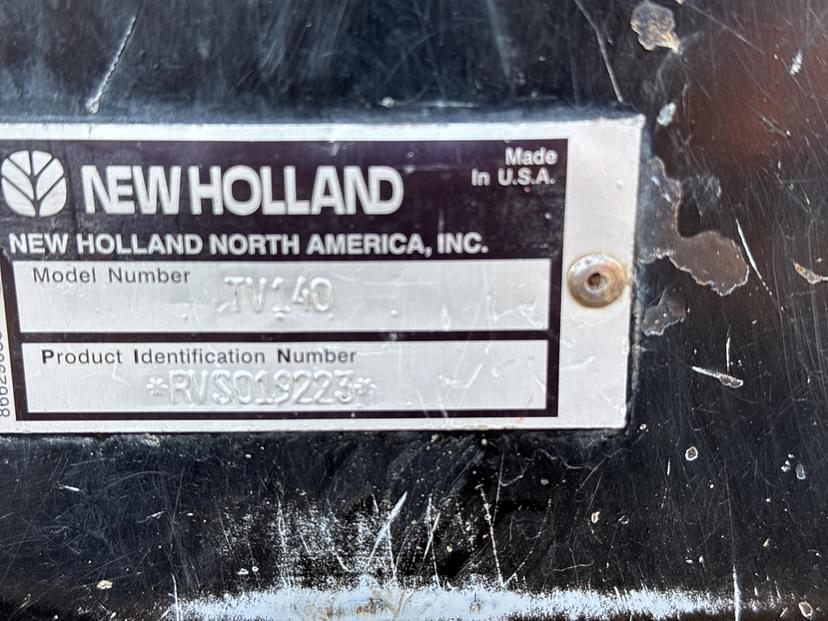 NEW HOLLAND
Made
In U.S.A.
NEW HOLLAND NORTH AMERICA, INC.
Model Number
TV140
Product Identification Number
*RVS019223*